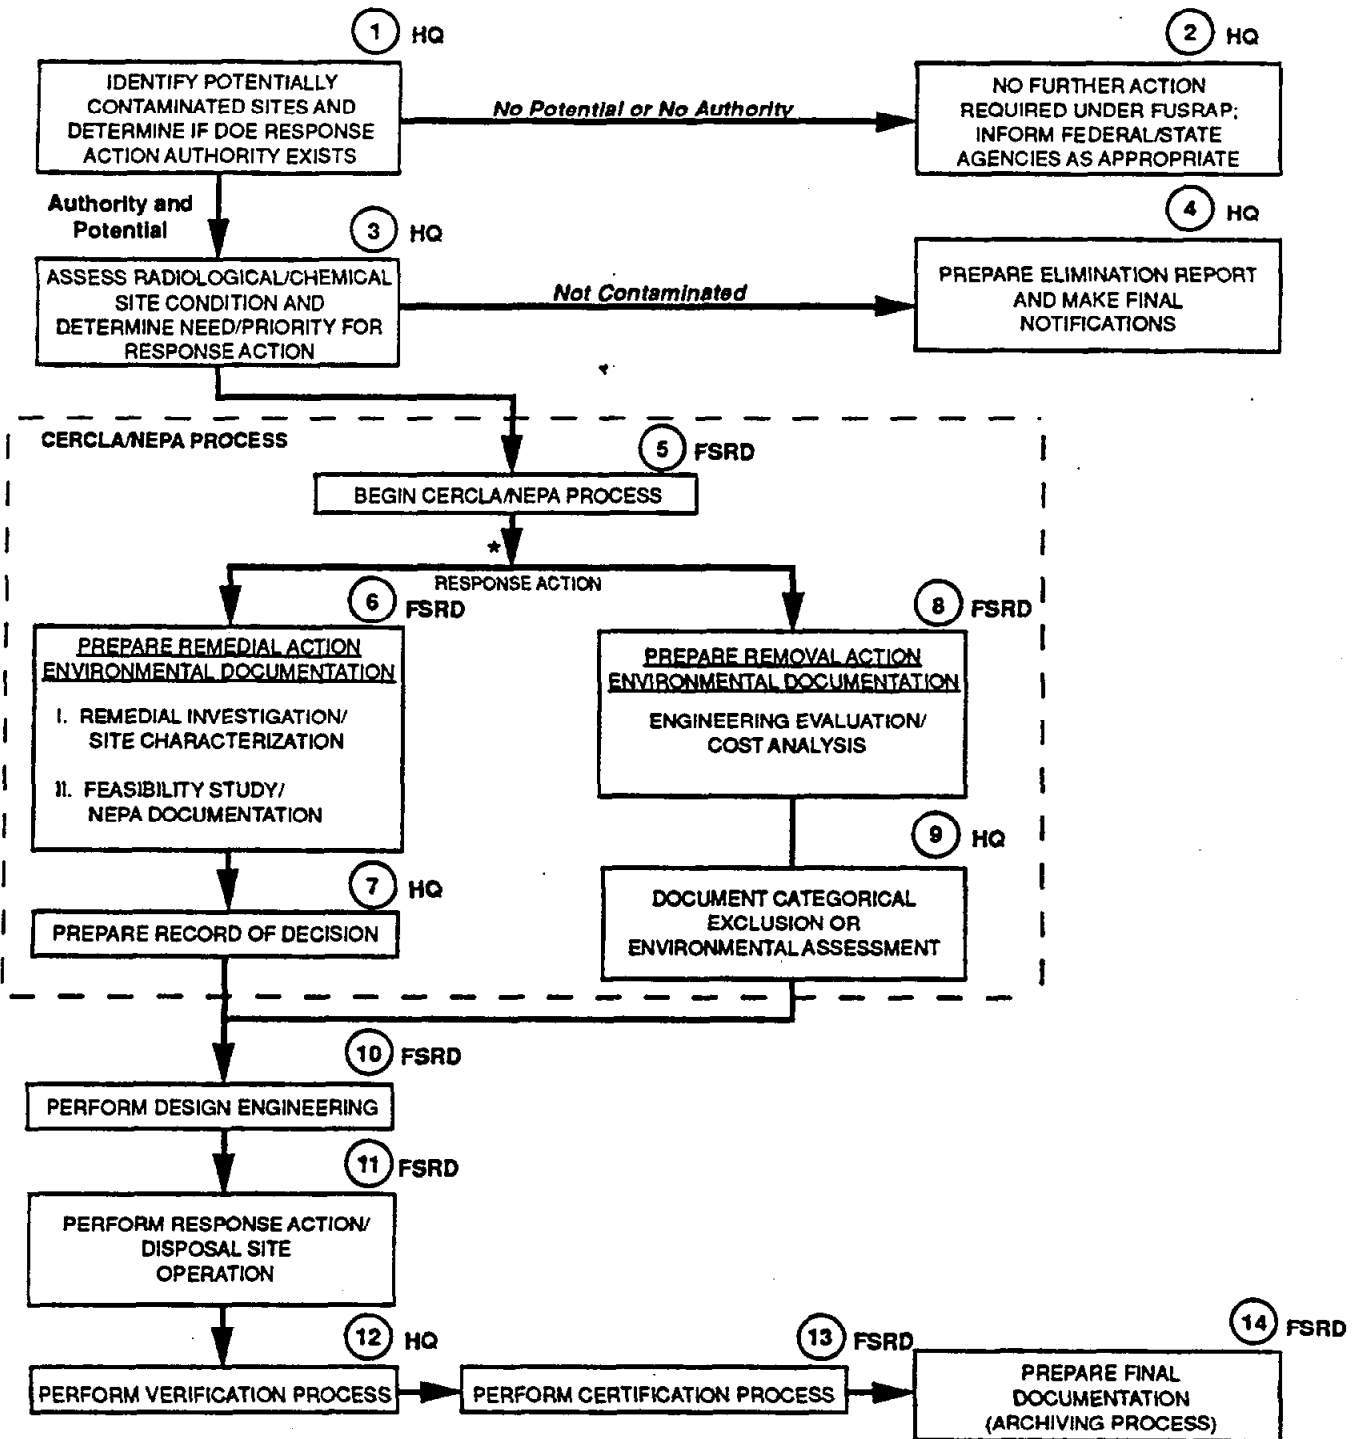 1 HQ
IDENTIFY POTENTIALLY
CONTAMINATED SITES AND
DETERMINE IF DOE RESPONSE
ACTION AUTHORITY EXISTS
No Potential or No Authority
2 HQ
NO FURTHER ACTION
REQUIRED UNDER FUSRAP;
INFORM FEDERAL/STATE
AGENCIES AS APPROPRIATE
Authority and
Potential
3 HQ
ASSESS RADIOLOGICAL/CHEMICAL
SITE CONDITION AND
DETERMINE NEED/PRIORITY FOR
RESPONSE ACTION
Not Contaminated
4 HQ
PREPARE ELIMINATION REPORT
AND MAKE FINAL
NOTIFICATIONS
CERCLA/NEPA PROCESS
5 FSRD
BEGIN CERCLA/NEPA PROCESS
*
RESPONSE ACTION
6 FSRD
PREPARE REMEDIAL ACTION
ENVIRONMENTAL DOCUMENTATION
I. REMEDIAL INVESTIGATION/
SITE CHARACTERIZATION
II. FEASIBILITY STUDY/
NEPA DOCUMENTATION
7 HQ
PREPARE RECORD OF DECISION
8 FSRD
PREPARE REMOVAL ACTION
ENVIRONMENTAL DOCUMENTATION
ENGINEERING EVALUATION/
COST ANALYSIS
9 HQ
DOCUMENT CATEGORICAL
EXCLUSION OR
ENVIRONMENTAL ASSESSMENT
10 FSRD
PERFORM DESIGN ENGINEERING
11 FSRD
PERFORM RESPONSE ACTION/
DISPOSAL SITE
OPERATION
12 HQ
PERFORM VERIFICATION PROCESS
13 FSRD
PERFORM CERTIFICATION PROCESS
14 FSRD
PREPARE FINAL
DOCUMENTATION
(ARCHIVING PROCESS)